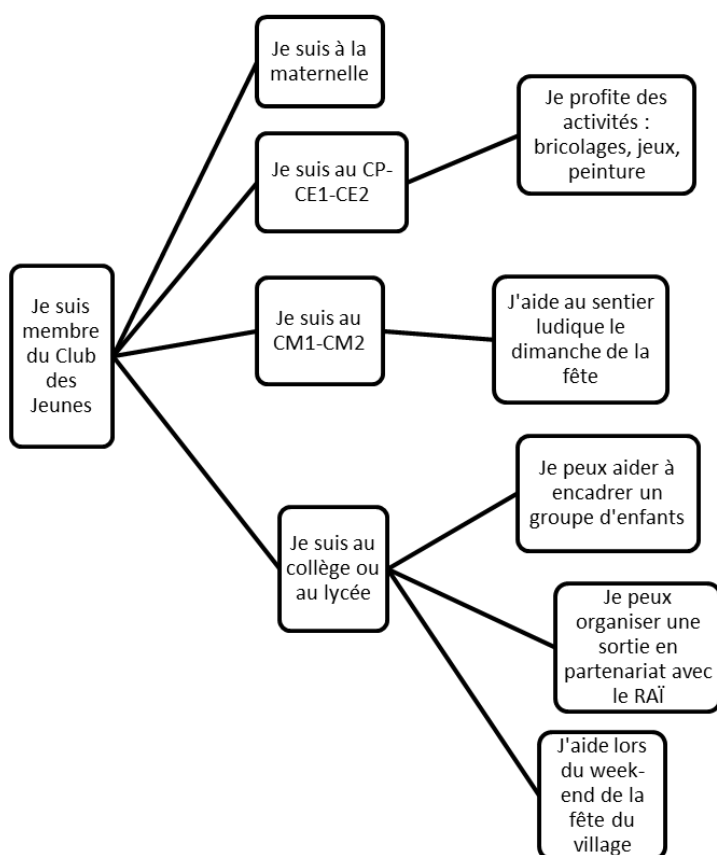 Je suis à la
maternelle
Je profite des
activités :
bricolages, jeux,
peinture
Je suis au CP-
CE1-CE2
Je suis
membre
du Club
des
Jeunes
Je suis au
CM1-CM2
J'aide au sentier
ludique le
dimanche de la
fête
Je peux aider à
encadrer un
groupe d'enfants
Je suis au
collège ou
au lycée
Je peux
organiser une
sortie en
partenariat avec
le RAÏ
J'aide lors
du week-
end de la
fête du
village